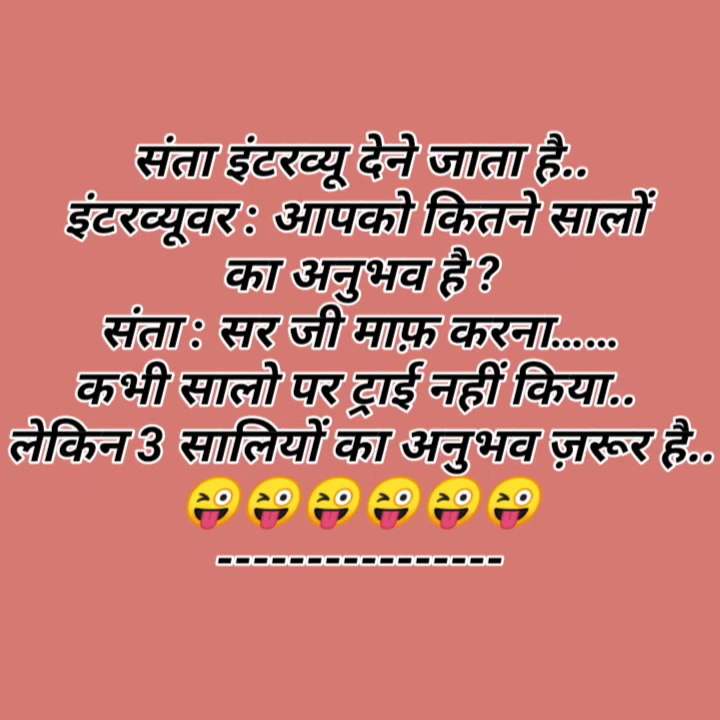 संता इंटरव्यू देने जाता है..
इंटरव्यूवर : आपको कितने सालों
का अनुभव है ?
संता : सर जी माफ़ करना......
कभी सालो पर ट्राई नहीं किया..
लेकिन 3 सालियों का अनुभव ज़रूर है..
😜😜😜😜😜😜
----------------